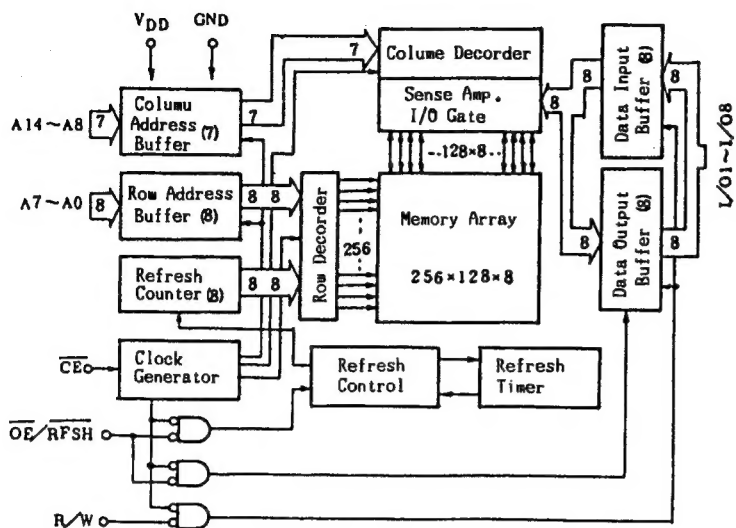 VDD
GND
A14~A8
7
Columu
Address
Buffer (7)
7
7
Colume Decorder
Sense Amp.
I/O Gate
8
8
Data Input
Buffer (8)
8
I/O1~I/O8
A7~A0
8
Row Address
Buffer (8)
8
8
Row Decorder
256
--128×8--
Memory Array
256×128×8
8
Data Output
Buffer (8)
8
Refresh
Counter (8)
8
8
CE
Clock
Generator
Refresh
Control
Refresh
Timer
OE/RFSH
R/W